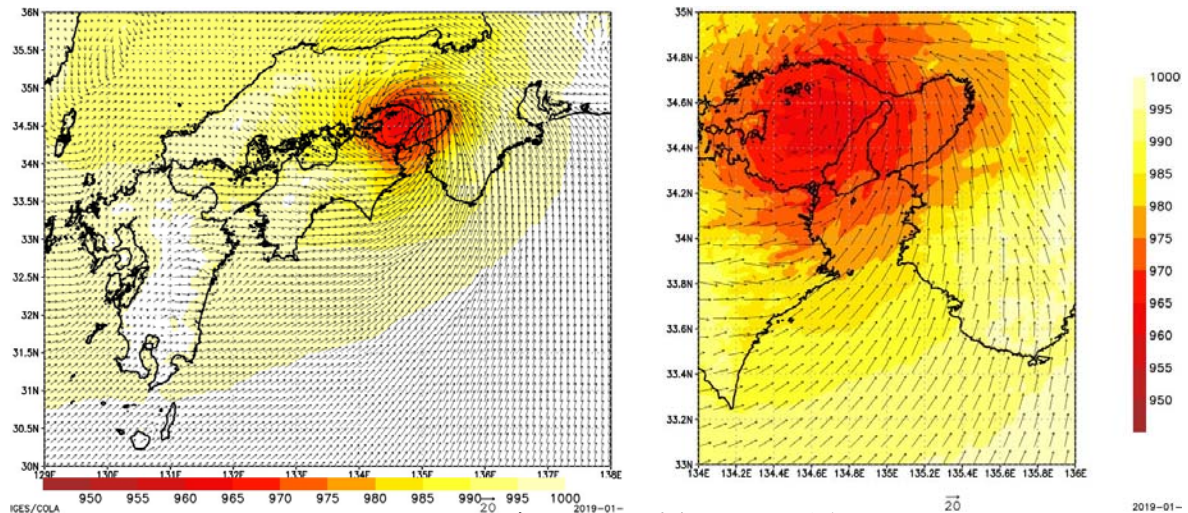 36N
35.5N
35N
34.5N
34N
33.5N
33N
32.5N
32N
31.5N
31N
30.5N
30N
129E 130E 131E 132E 133E 134E 135E 136E 137E 138E
950 955 960 965 970 975 980 985 990 995 1000
20
IGES/COLA
2019-01-
35N
34.8N
34.6N
34.4N
34.2N
34N
33.8N
33.6N
33.4N
33.2N
33N
134E 134.2E 134.4E 134.6E 134.8E 135E 135.2E 135.4E 135.6E 135.8E 136E
20
2019-01-
1000
995
990
985
980
975
970
965
960
955
950